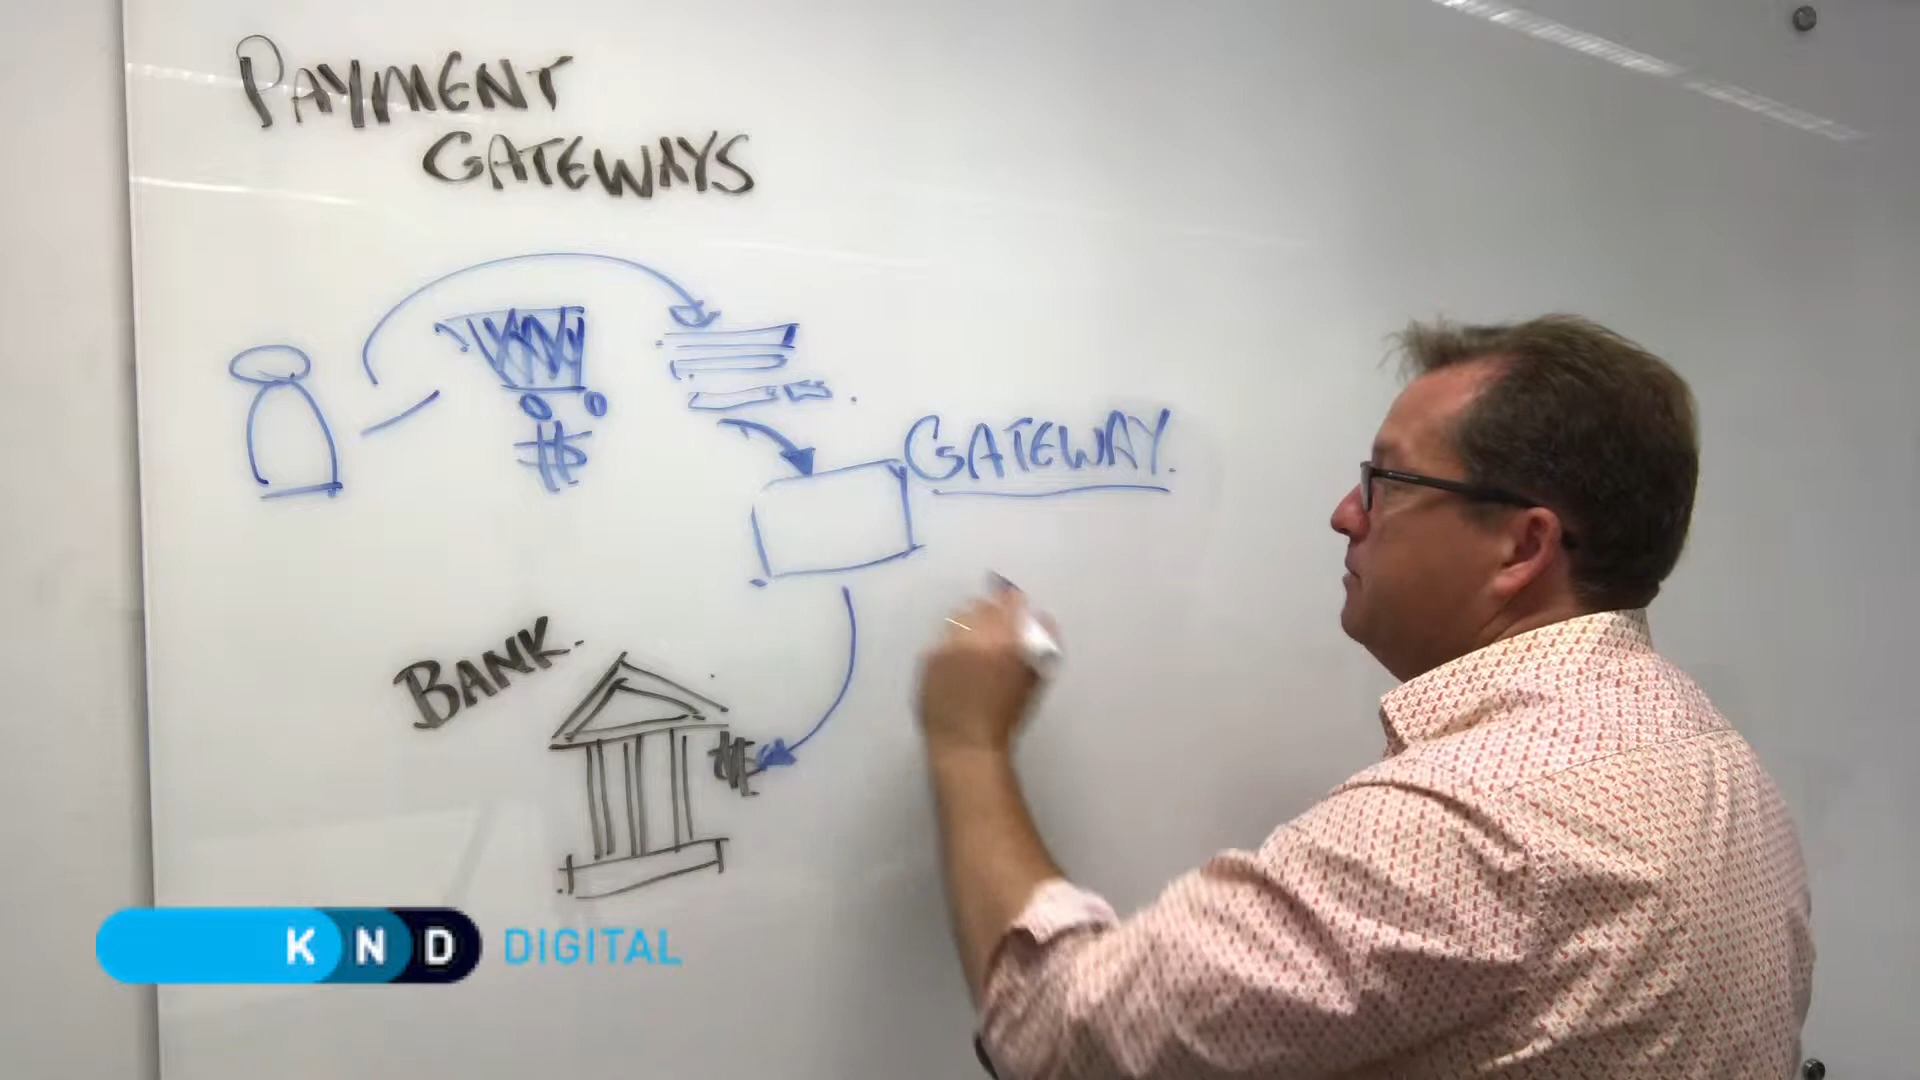 PAYMENT
GATEWAYS
GATEWAY.
BANK.
KND DIGITAL